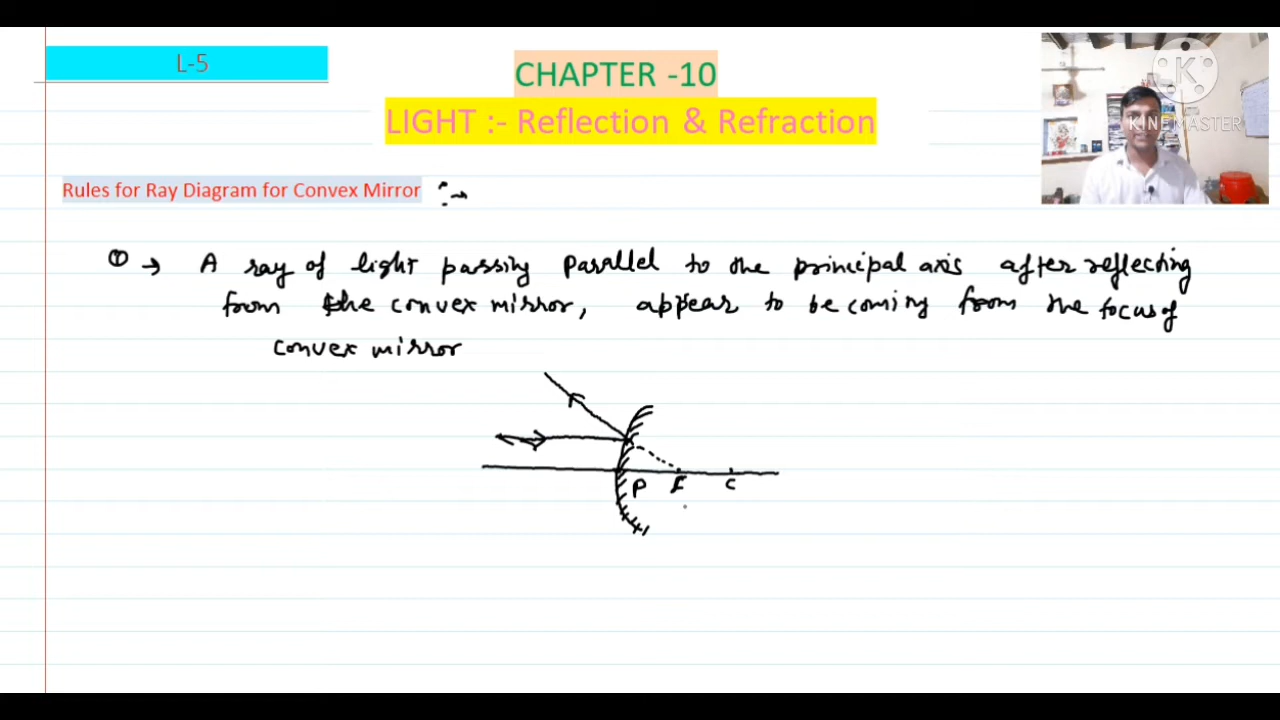 L-5
CHAPTER -10
LIGHT :- Reflection & Refraction
K
KINEMASTER
Rules for Ray Diagram for Convex Mirror :→
① → A ray of light passing parallel to the principal axis after reflecting
from the convex mirror, appear to be coming from the focus of
convex mirror
P F C